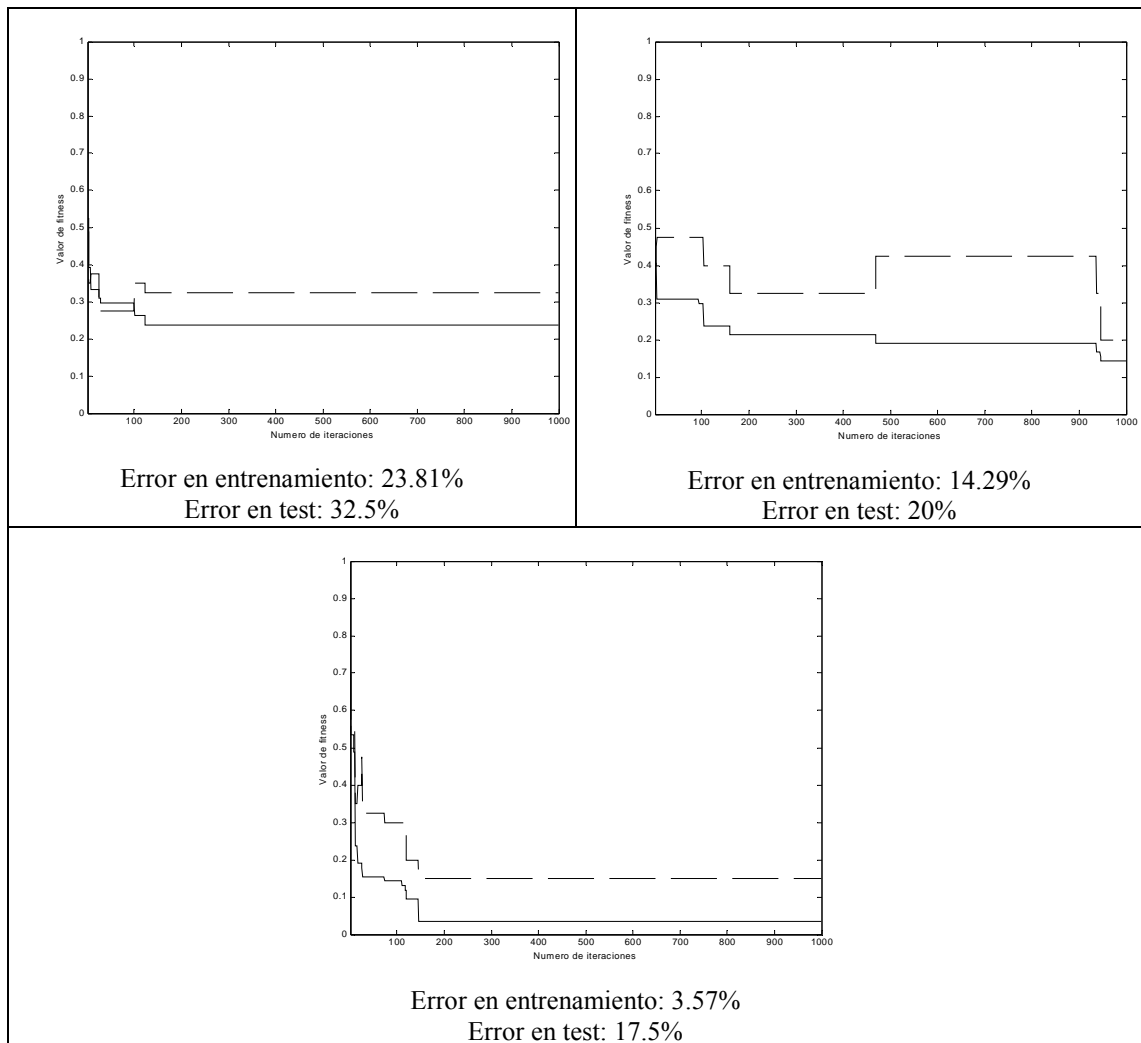 1
0.9
0.8
0.7
0.6
0.5
0.4
0.3
0.2
0.1
0
Valor de fitness
100 200 300 400 500 600 700 800 900 1000
Numero de iteraciones
Error en entrenamiento: 23.81%
Error en test: 32.5%
1
0.9
0.8
0.7
0.6
0.5
0.4
0.3
0.2
0.1
0
Valor de fitness
100 200 300 400 500 600 700 800 900 1000
Numero de iteraciones
Error en entrenamiento: 14.29%
Error en test: 20%
1
0.9
0.8
0.7
0.6
0.5
0.4
0.3
0.2
0.1
0
Valor de fitness
100 200 300 400 500 600 700 800 900 1000
Numero de iteraciones
Error en entrenamiento: 3.57%
Error en test: 17.5%